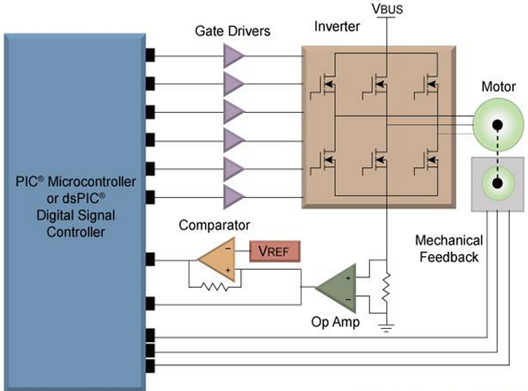 VBUS
Gate Drivers
Inverter
Motor
PIC® Microcontroller
or dsPIC®
Digital Signal
Controller
Comparator
VREF
−
+
Mechanical
Feedback
+
−
Op Amp